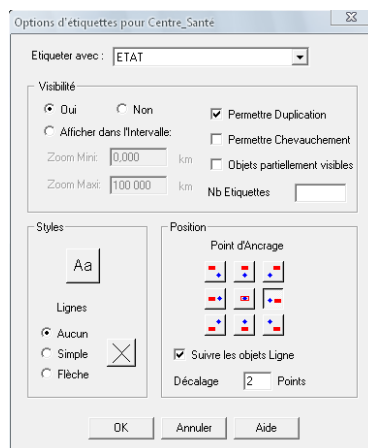 Options d'étiquettes pour Centre_Santé
Etiqueter avec : ETAT
Visibilité
Oui Non
Afficher dans l'Intervalle:
Zoom Mini: 0,000 km
Zoom Maxi: 100 000 km
Permettre Duplication
Permettre Chevauchement
Objets partiellement visibles
Nb Etiquettes
Styles
Aa
Lignes
Aucun
Simple
Flèche
Position
Point d'Ancrage
Suivre les objets Ligne
Décalage 2 Points
OK Annuler Aide